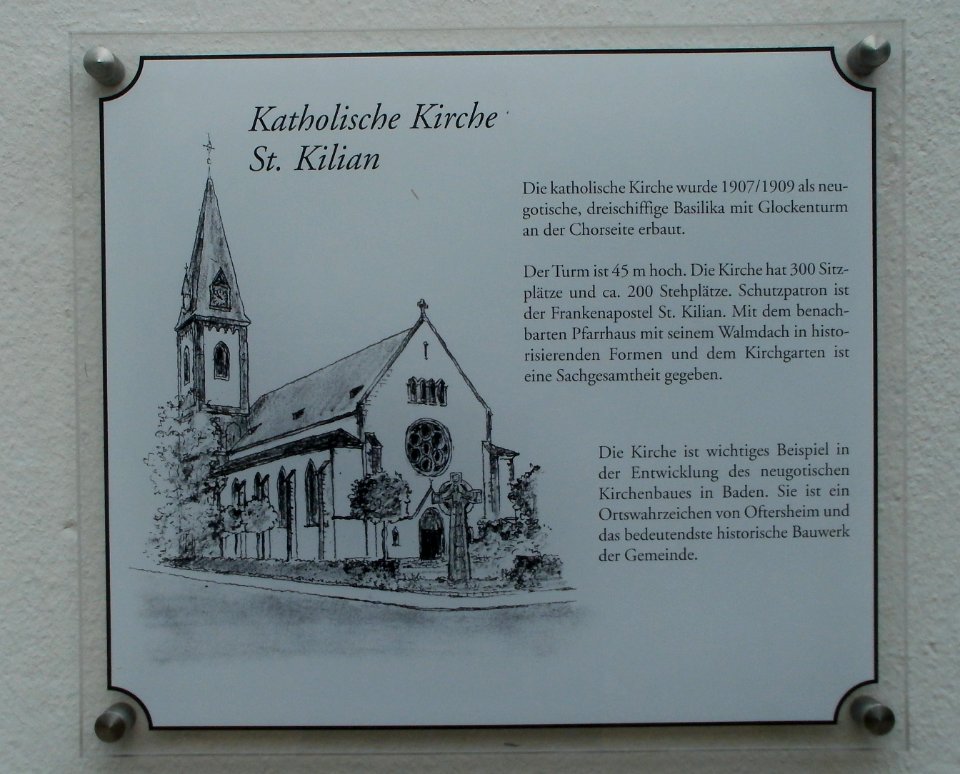 Katholische Kirche
St. Kilian
Die katholische Kirche wurde 1907/1909 als neu-
gotische, dreischiffige Basilika mit Glockenturm
an der Chorseite erbaut.
Der Turm ist 45 m hoch. Die Kirche hat 300 Sitz-
plätze und ca. 200 Stehplätze. Schutzpatron ist
der Frankenapostel St. Kilian. Mit dem benach-
barten Pfarrhaus mit seinem Walmdach in histo-
risierenden Formen und dem Kirchgarten ist
eine Sachgesamtheit gegeben.
Die Kirche ist wichtiges Beispiel in
der Entwicklung des neugotischen
Kirchenbaues in Baden. Sie ist ein
Ortswahrzeichen von Oftersheim und
das bedeutendste historische Bauwerk
der Gemeinde.